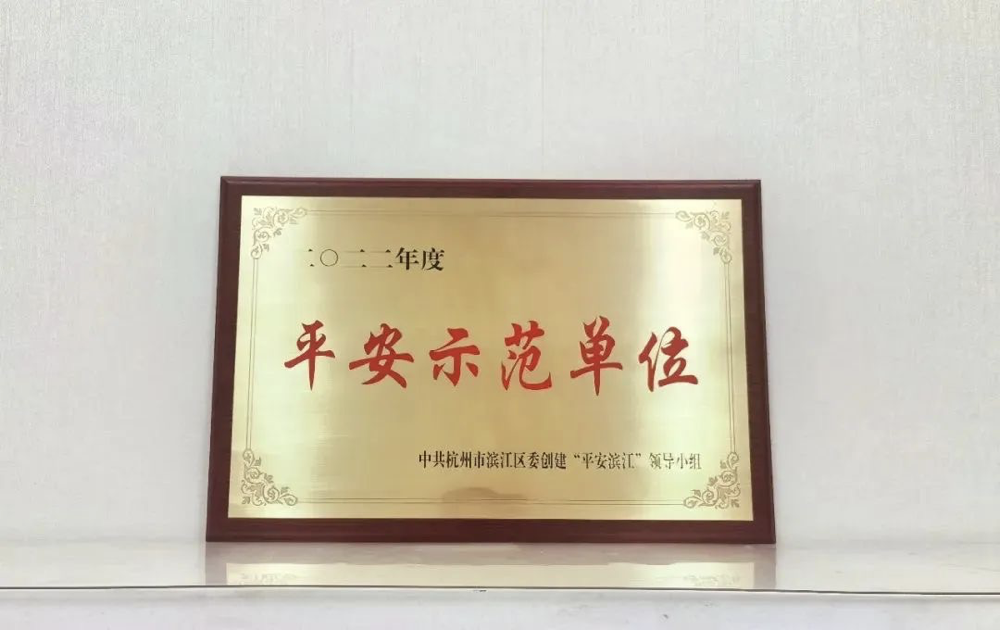 二〇二二年度
平安示范单位
中共杭州市滨江区委创建“平安滨江”领导小组